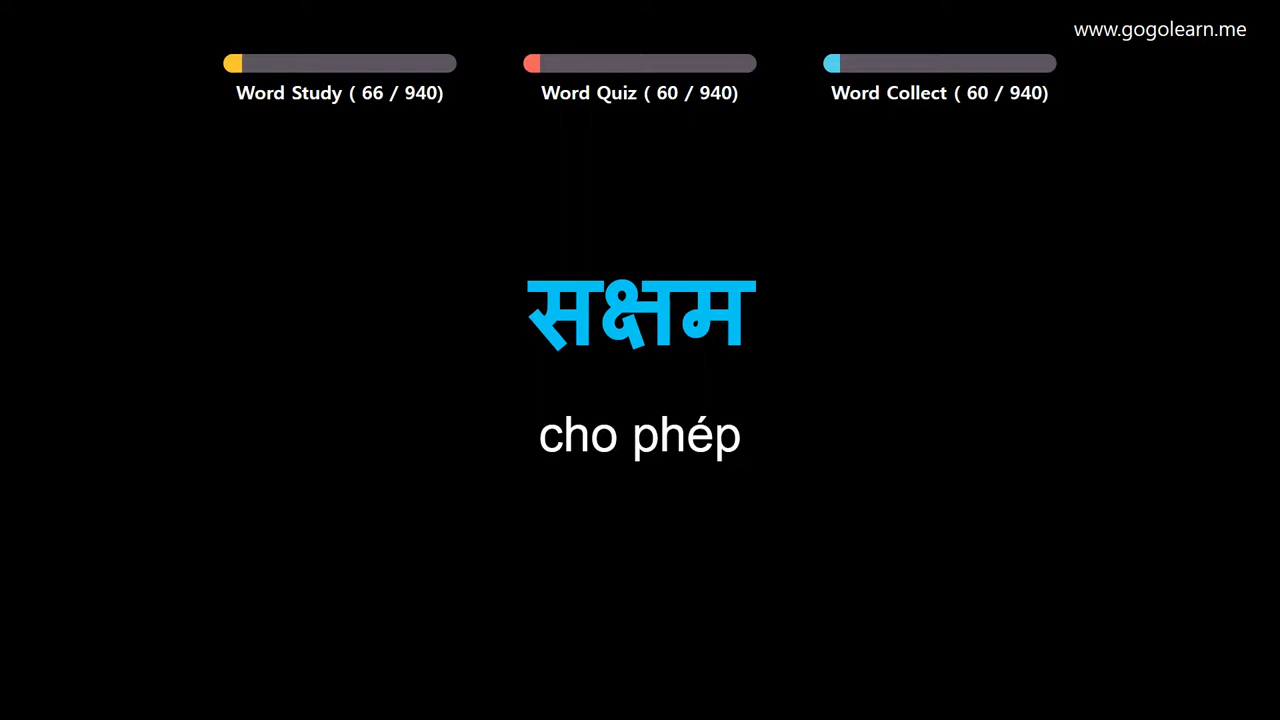 www.gogolearn.me
Word Study ( 66 / 940)
Word Quiz ( 60 / 940)
Word Collect ( 60 / 940)
सक्षम
cho phép